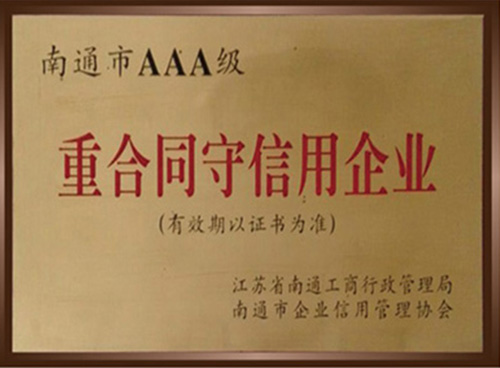 南通市AAA级
重合同守信用企业
(有效期以证书为准)
江苏省南通工商行政管理局
南通市企业信用管理协会